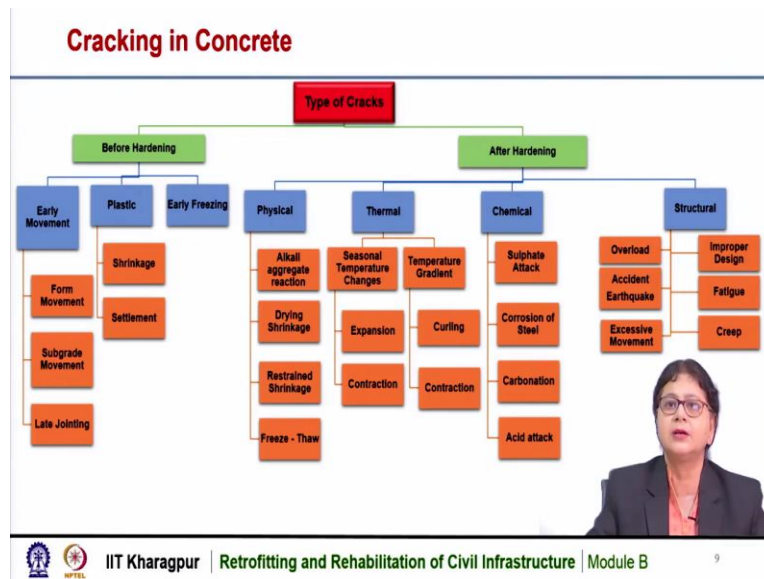 Cracking in Concrete
Type of Cracks
Before Hardening
After Hardening
Early
Movement
Plastic
Early Freezing
Physical
Thermal
Chemical
Structural
Form
Movement
Subgrade
Movement
Late Jointing
Shrinkage
Settlement
Alkali
aggregate
reaction
Drying
Shrinkage
Restrained
Shrinkage
Freeze - Thaw
Seasonal
Temperature
Changes
Expansion
Contraction
Temperature
Gradient
Curling
Contraction
Sulphate
Attack
Corrosion of
Steel
Carbonation
Acid attack
Overload
Accident
Earthquake
Excessive
Movement
Improper
Design
Fatigue
Creep
NPTEL
IIT Kharagpur
Retrofitting and Rehabilitation of Civil Infrastructure
Module B
9